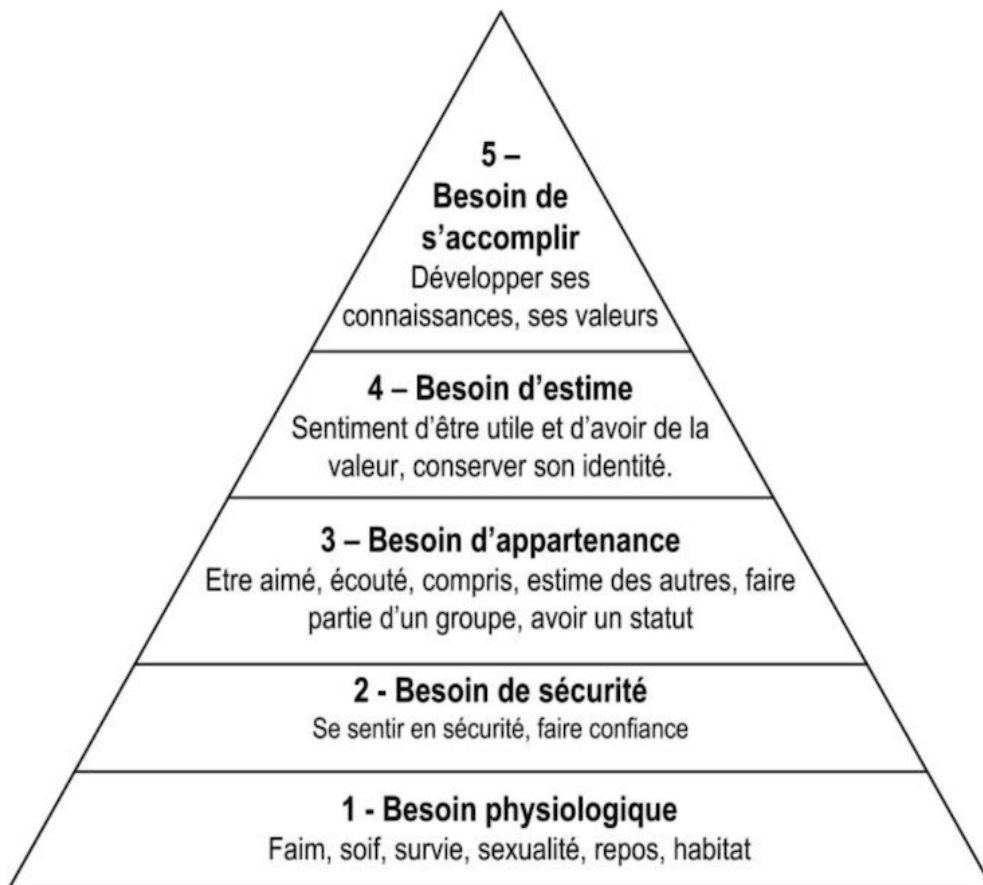 5 –
Besoin de
s’accomplir
Développer ses
connaissances, ses valeurs
4 – Besoin d’estime
Sentiment d’être utile et d’avoir de la
valeur, conserver son identité.
3 – Besoin d’appartenance
Etre aimé, écouté, compris, estime des autres, faire
partie d’un groupe, avoir un statut
2 - Besoin de sécurité
Se sentir en sécurité, faire confiance
1 - Besoin physiologique
Faim, soif, survie, sexualité, repos, habitat